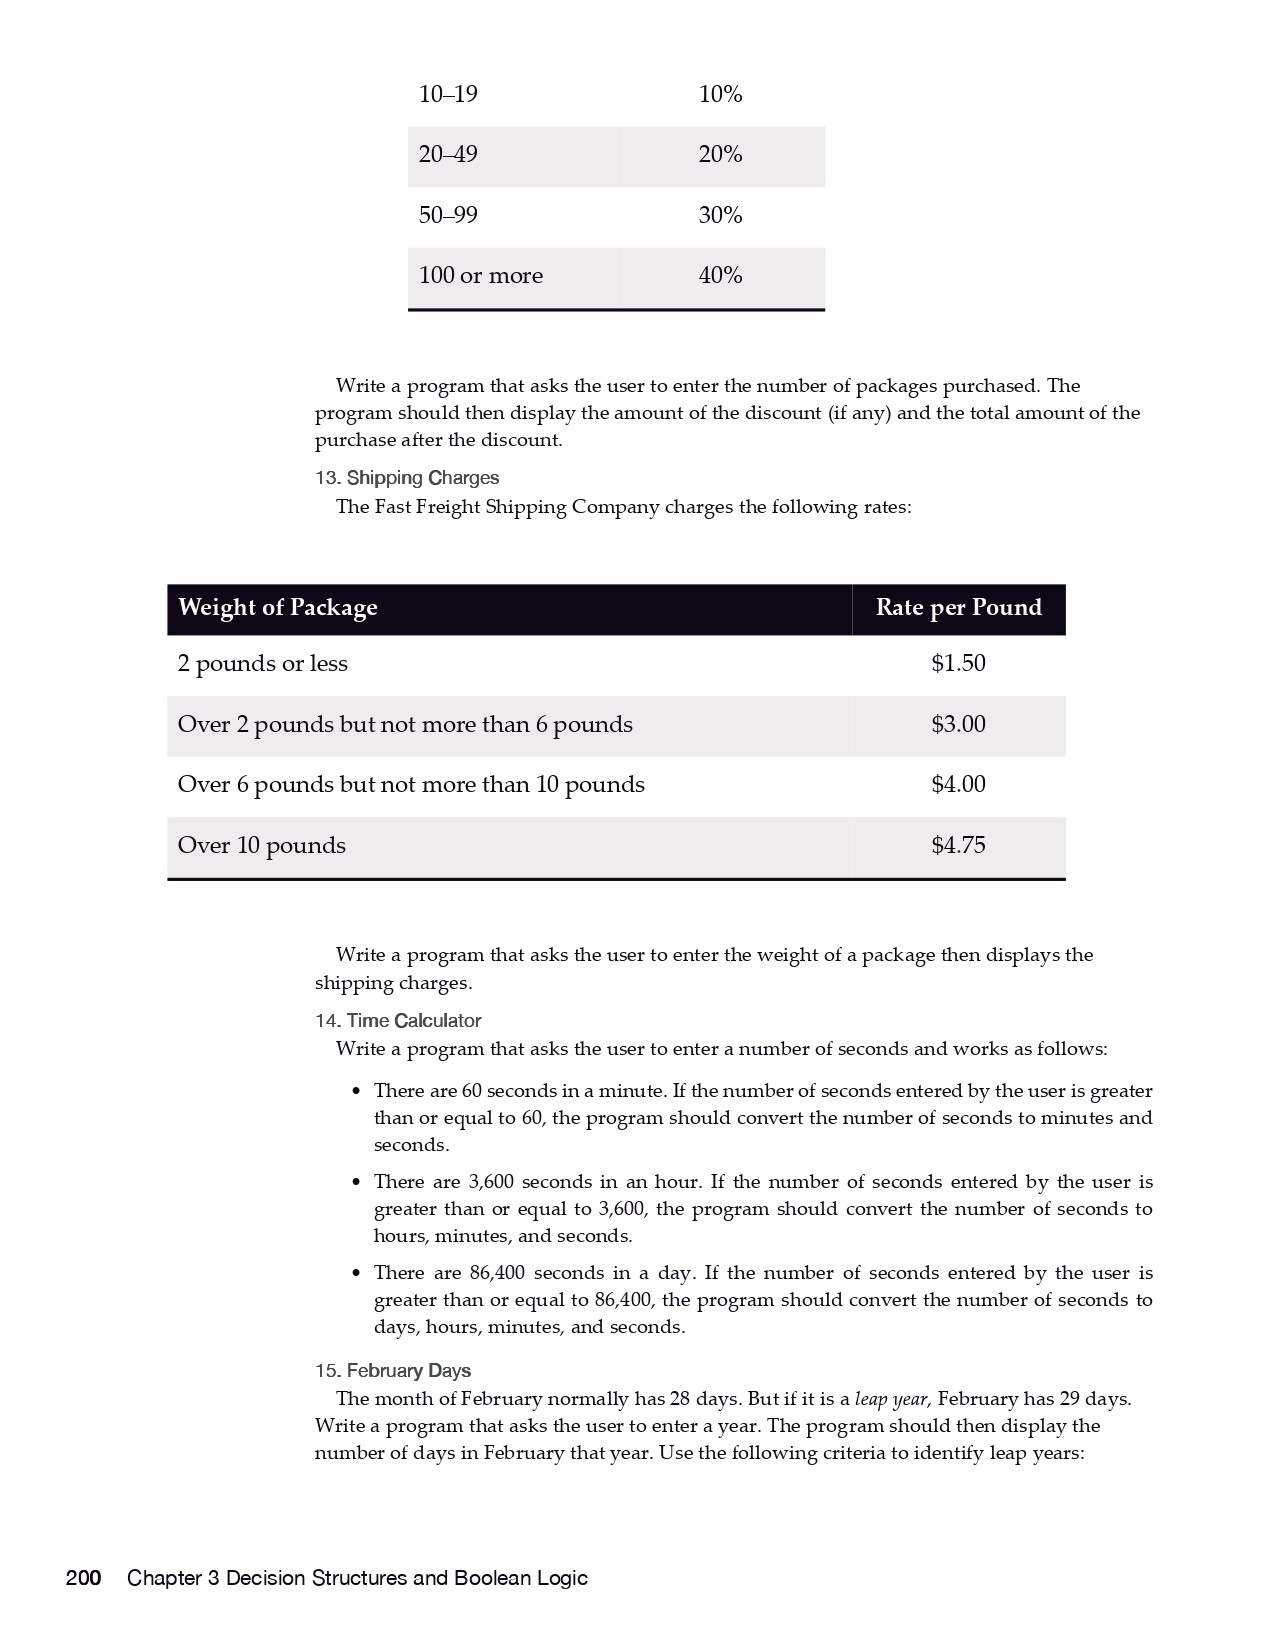 10–19 10%
20–49 20%
50–99 30%
100 or more 40%
Write a program that asks the user to enter the number of packages purchased. The
program should then display the amount of the discount (if any) and the total amount of the
purchase after the discount.
13. Shipping Charges
The Fast Freight Shipping Company charges the following rates:
Weight of Package Rate per Pound
2 pounds or less $1.50
Over 2 pounds but not more than 6 pounds $3.00
Over 6 pounds but not more than 10 pounds $4.00
Over 10 pounds $4.75
Write a program that asks the user to enter the weight of a package then displays the
shipping charges.
14. Time Calculator
Write a program that asks the user to enter a number of seconds and works as follows:
• There are 60 seconds in a minute. If the number of seconds entered by the user is greater
than or equal to 60, the program should convert the number of seconds to minutes and
seconds.
• There are 3,600 seconds in an hour. If the number of seconds entered by the user is
greater than or equal to 3,600, the program should convert the number of seconds to
hours, minutes, and seconds.
• There are 86,400 seconds in a day. If the number of seconds entered by the user is
greater than or equal to 86,400, the program should convert the number of seconds to
days, hours, minutes, and seconds.
15. February Days
The month of February normally has 28 days. But if it is a leap year, February has 29 days.
Write a program that asks the user to enter a year. The program should then display the
number of days in February that year. Use the following criteria to identify leap years:
200 Chapter 3 Decision Structures and Boolean Logic